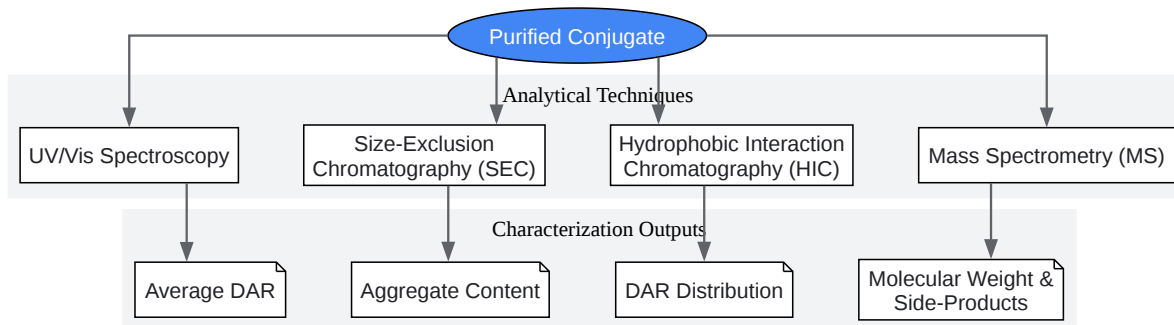 Purified Conjugate
Analytical Techniques
UV/Vis Spectroscopy
Size-Exclusion
Chromatography (SEC)
Hydrophobic Interaction
Chromatography (HIC)
Mass Spectrometry (MS)
Characterization Outputs
Average DAR
Aggregate Content
DAR Distribution
Molecular Weight &
Side-Products